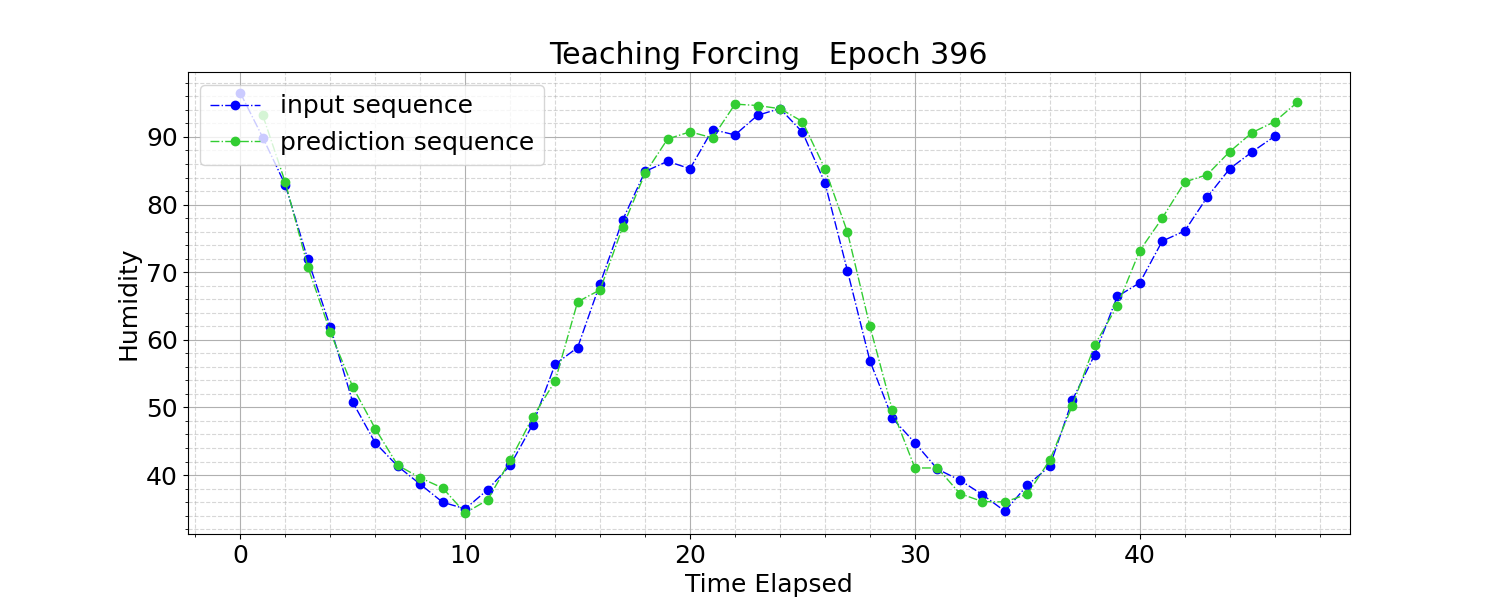 Teaching Forcing   Epoch 396
input sequence
prediction sequence
90
80
70
60
50
40
Humidity
0 10 20 30 40
Time Elapsed